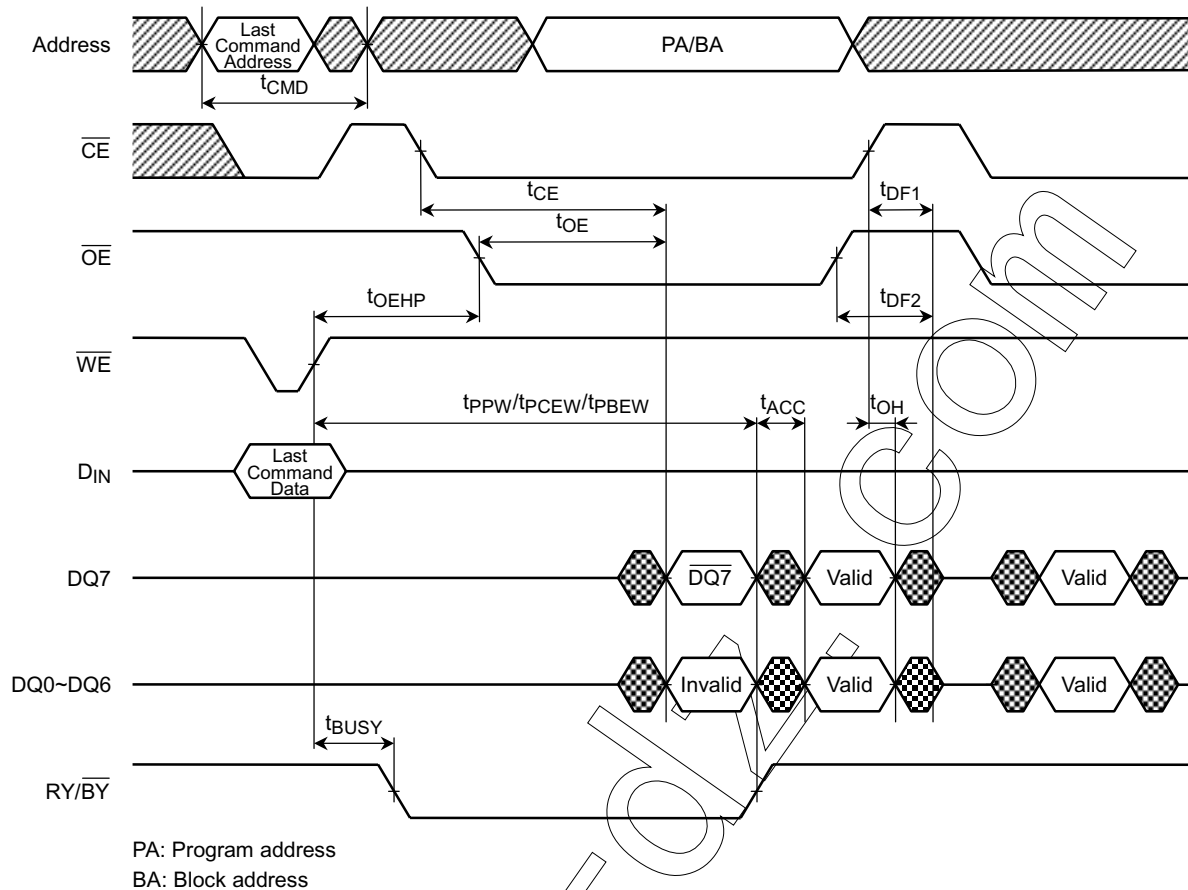 Address
Last
Command
Address
PA/BA
tCMD
CE
tCE
tDF1
tOE
OE
tOEHP
tDF2
WE
tPPW/tPCEW/tPBEW
tACC
tOH
DIN
Last
Command
Data
DQ7
DQ7
Valid
Valid
DQ0~DQ6
Invalid
Valid
Valid
tBUSY
RY/BY
PA: Program address
BA: Block address